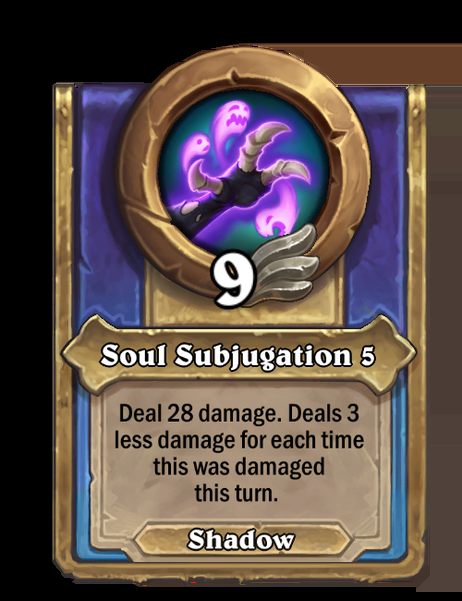 9
Soul Subjugation 5
Deal 28 damage. Deals 3
less damage for each time
this was damaged
this turn.
Shadow